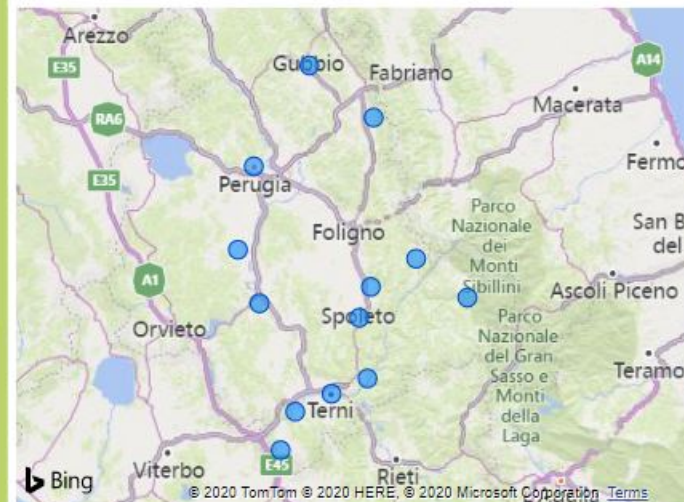 Arezzo
E35
Gubbio
Fabriano
A14
Macerata
RA6
Fermo
E35
Perugia
Parco
Nazionale
dei
Monti
Sibillini
Foligno
San B
del
A1
Ascoli Piceno
Orvieto
Spoleto
Parco
Nazionale
del Gran
Sasso e
Monti
della
Laga
Teramo
Terni
Viterbo
E45
Rieti
Bing
© 2020 TomTom © 2020 HERE, © 2020 Microsoft Corporation Terms